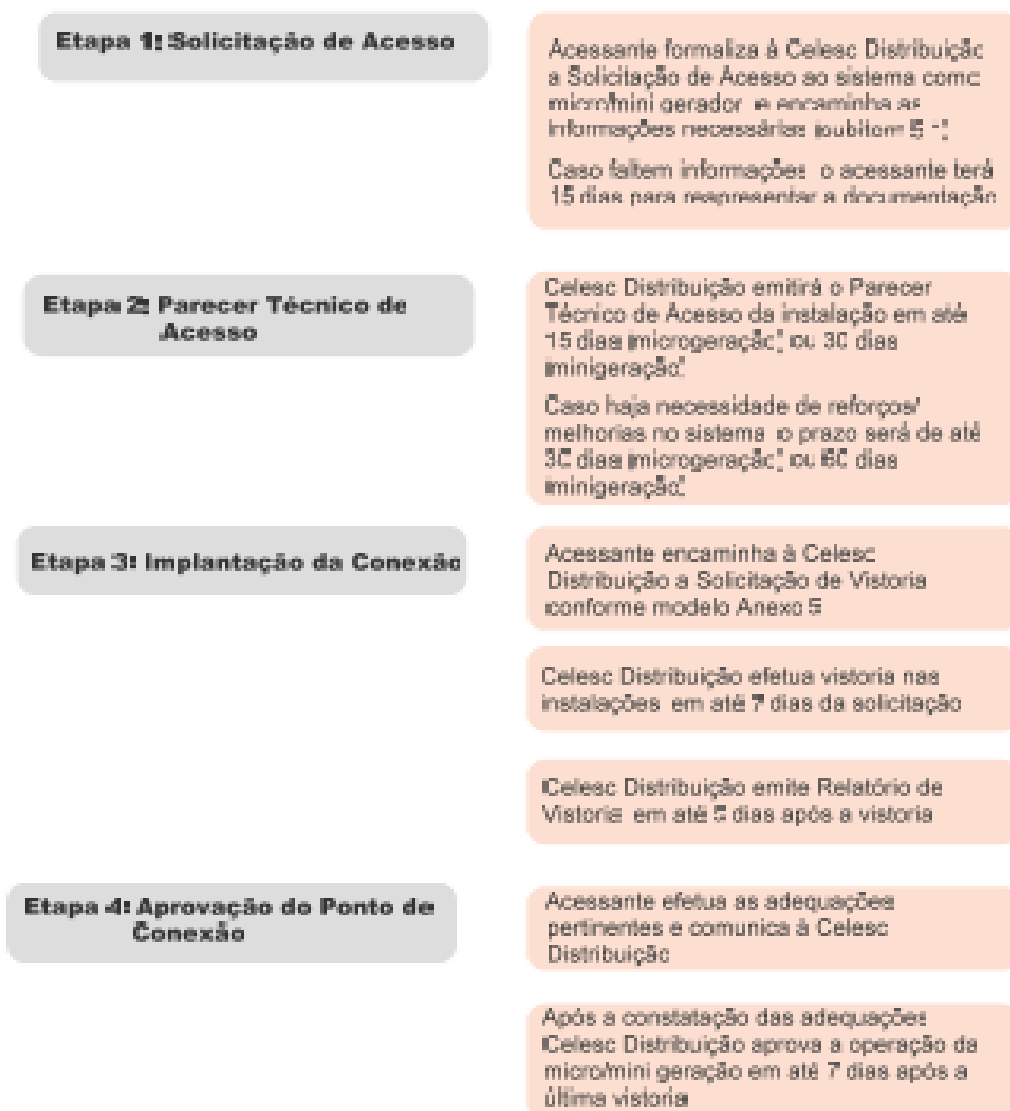 Etapa 1: Solicitação de Acesso
Acessante formaliza à Celesc Distribuição
a Solicitação de Acesso ao sistema como
micro/mini gerador e encaminha as
informações necessárias
Caso faltem informações o acessante terá
15 dias para reapresentar a documentação
Etapa 2: Parecer Técnico de
Acesso
Celesc Distribuição emitirá o Parecer
Técnico de Acesso da instalação em até
15 dias (microgeração) ou 30 dias
(minigeração)
Caso haja necessidade de reforços/
melhorias no sistema o prazo será de até
30 dias (microgeração) ou 60 dias
(minigeração)
Etapa 3: Implantação da Conexão
Acessante encaminha à Celesc
Distribuição a Solicitação de Vistoria
conforme modelo Anexo 5
Celesc Distribuição efetua vistoria nas
instalações em até 7 dias da solicitação
Celesc Distribuição emite Relatório de
Vistoria em até 5 dias após a vistoria
Etapa 4: Aprovação do Ponto de
Conexão
Acessante efetua as adequações
pertinentes e comunica à Celesc
Distribuição
Após a constatação das adequações
Celesc Distribuição aprova a operação da
micro/mini geração em até 7 dias após a
última vistoria